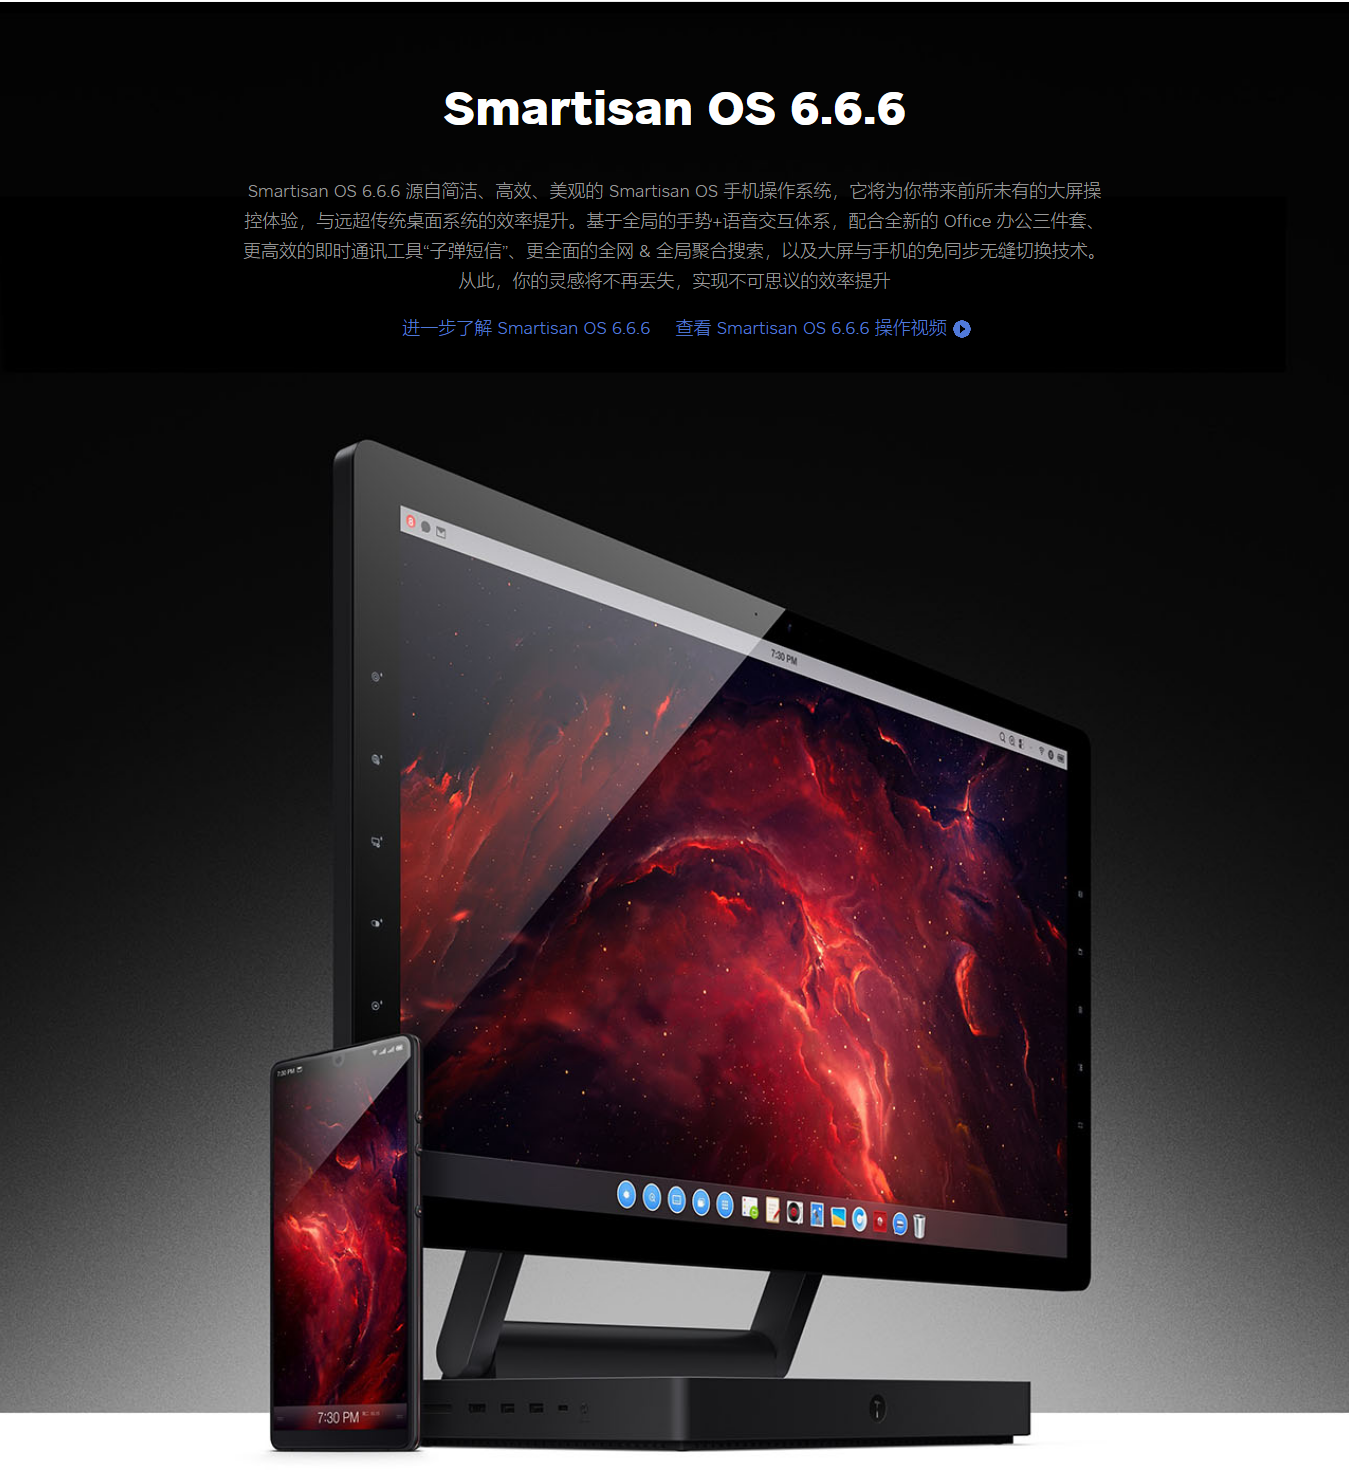 Smartisan OS 6.6.6
Smartisan OS 6.6.6 源自简洁、高效、美观的 Smartisan OS 手机操作系统，它将为你带来前所未有的大屏操
控体验，与远超传统桌面系统的效率提升。基于全局的手势+语音交互体系，配合全新的 Office 办公三件套、
更高效的即时通讯工具“子弹短信”、更全面的全网 & 全局聚合搜索，以及大屏与手机的免同步无缝切换技术。
从此，你的灵感将不再丢失，实现不可思议的效率提升
进一步了解 Smartisan OS 6.6.6 查看 Smartisan OS 6.6.6 操作视频
7:30 PM
7:30 PM
7:30 PM